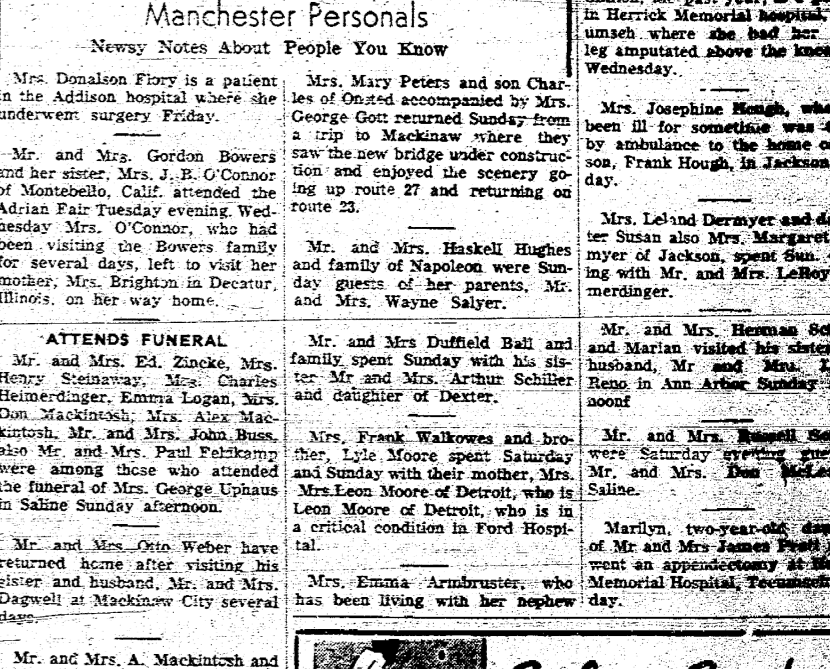 Manchester Personals
Newsy Notes About People You Know
Mrs. Donalson Flory is a patient
in the Addison hospital where she
underwent surgery Friday.
Mr. and Mrs. Gordon Bowers
and her sister, Mrs. J. B. O'Connor
of Montebello, Calif. attended the
Adrian Fair Tuesday evening. Wed-
nesday Mrs. O'Connor, who had
been visiting the Bowers family
for several days, left to visit her
mother, Mrs. Brighton in Decatur,
Illinois, on her way home.
ATTENDS FUNERAL
Mr. and Mrs. Ed. Zincke, Mrs.
Henry Steinaway, Mrs. Charles
Heimerdinger, Emma Logan, Mrs.
Don Mackintosh, Mrs. Alex Mac-
kintosh, Mr. and Mrs. John Buss,
also Mr. and Mrs. Paul Feldkamp
were among those who attended
the funeral of Mrs. George Uphaus
in Saline Sunday afternoon.
Mr. and Mrs Otto Weber have
returned home after visiting his
sister and husband, Mr. and Mrs.
Dagwell at Mackinaw City several
days.
Mr. and Mrs. A. Mackintosh and
Mrs. Mary Peters and son Char-
les of Onsted accompanied by Mrs.
George Gott returned Sunday from
a trip to Mackinaw where they
saw the new bridge under construc-
tion and enjoyed the scenery go-
ing up route 27 and returning on
route 23.
Mr. and Mrs. Haskell Hughes
and family of Napoleon were Sun-
day guests of her parents, Mr.
and Mrs. Wayne Salyer.
Mr. and Mrs Duffield Ball and
family spent Sunday with his sis-
ter Mr and Mrs. Arthur Schiller
and daughter of Dexter.
Mrs. Frank Walkowes and bro-
ther, Lyle Moore spent Saturday
and Sunday with their mother, Mrs.
Mrs.Leon Moore of Detroit, who is
Leon Moore of Detroit, who is in
a critical condition in Ford Hospi-
tal.
Mrs. Emma Armbruster, who
has been living with her nephew
in Herrick Memorial hospital,
umseh where she had her
leg amputated above the knee
Wednesday.
Mrs. Josephine Hough, who
been ill for sometime was
by ambulance to the home
son, Frank Hough, in Jackson
day.
Mrs. Leland Dermyer and da
ter Susan also Mrs. Margaret
myer of Jackson, spent Sun.
ing with Mr. and Mrs. LeRoy
merdinger.
Mr. and Mrs. Herman Sch
and Marian visited his sister
husband, Mr and Mrs.
Reno in Ann Arbor Sunday
noonf
Mr. and Mrs. Russell
were Saturday evening gue
Mr. and Mrs. Don McLe
Saline.
Marilyn, two-year-old
of Mr and Mrs James Pratt
went an appendectomy at
Memorial Hospital, Tecumseh
day.